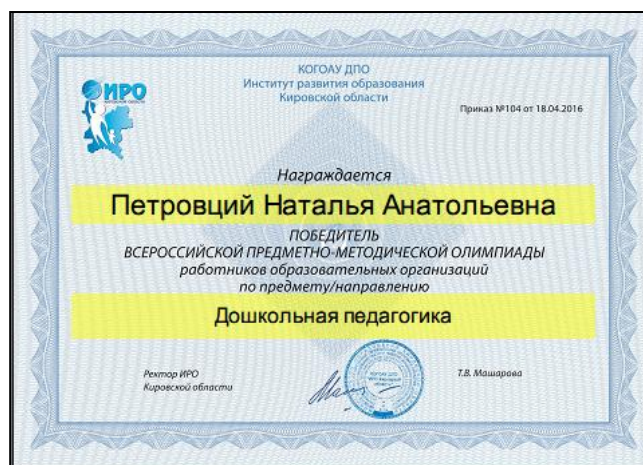 КОГОАУ ДПО
Институт развития образования
Кировской области
ИРО
Приказ №104 от 18.04.2016
Награждается
Петровций Наталья Анатольевна
ПОБЕДИТЕЛЬ
ВСЕРОССИЙСКОЙ ПРЕДМЕТНО-МЕТОДИЧЕСКОЙ ОЛИМПИАДЫ
работников образовательных организаций
по предмету/направлению
Дошкольная педагогика
Ректор ИРО
Кировской области
Т.В. Машарова